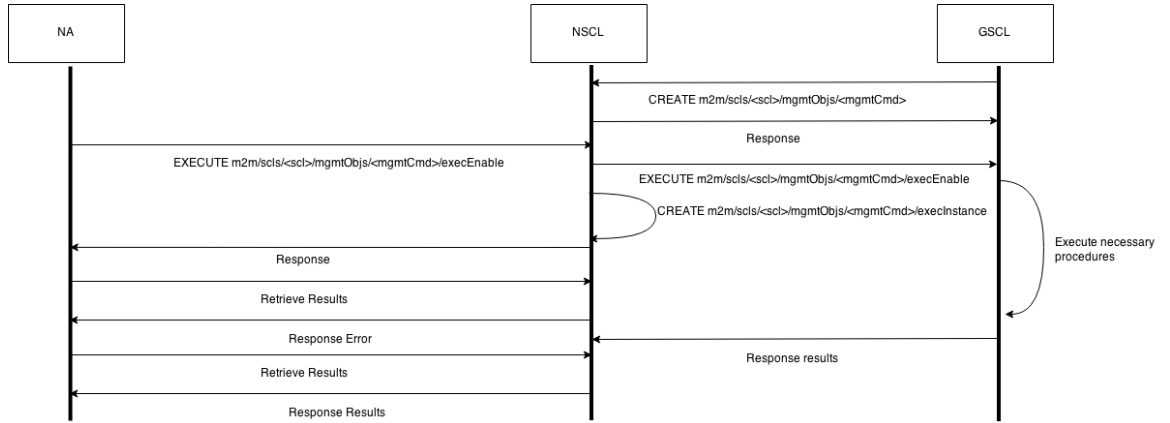 NA
NSCL
GSCL
CREATE m2m/scls/<scl>/mgmtObjs/<mgmtCmd>
Response
EXECUTE m2m/scls/<scl>/mgmtObjs/<mgmtCmd>/execEnable
EXECUTE m2m/scls/<scl>/mgmtObjs/<mgmtCmd>/execEnable
CREATE m2m/scls/<scl>/mgmtObjs/<mgmtCmd>/execInstance
Execute necessary
procedures
Response
Retrieve Results
Response Error
Response results
Retrieve Results
Response Results